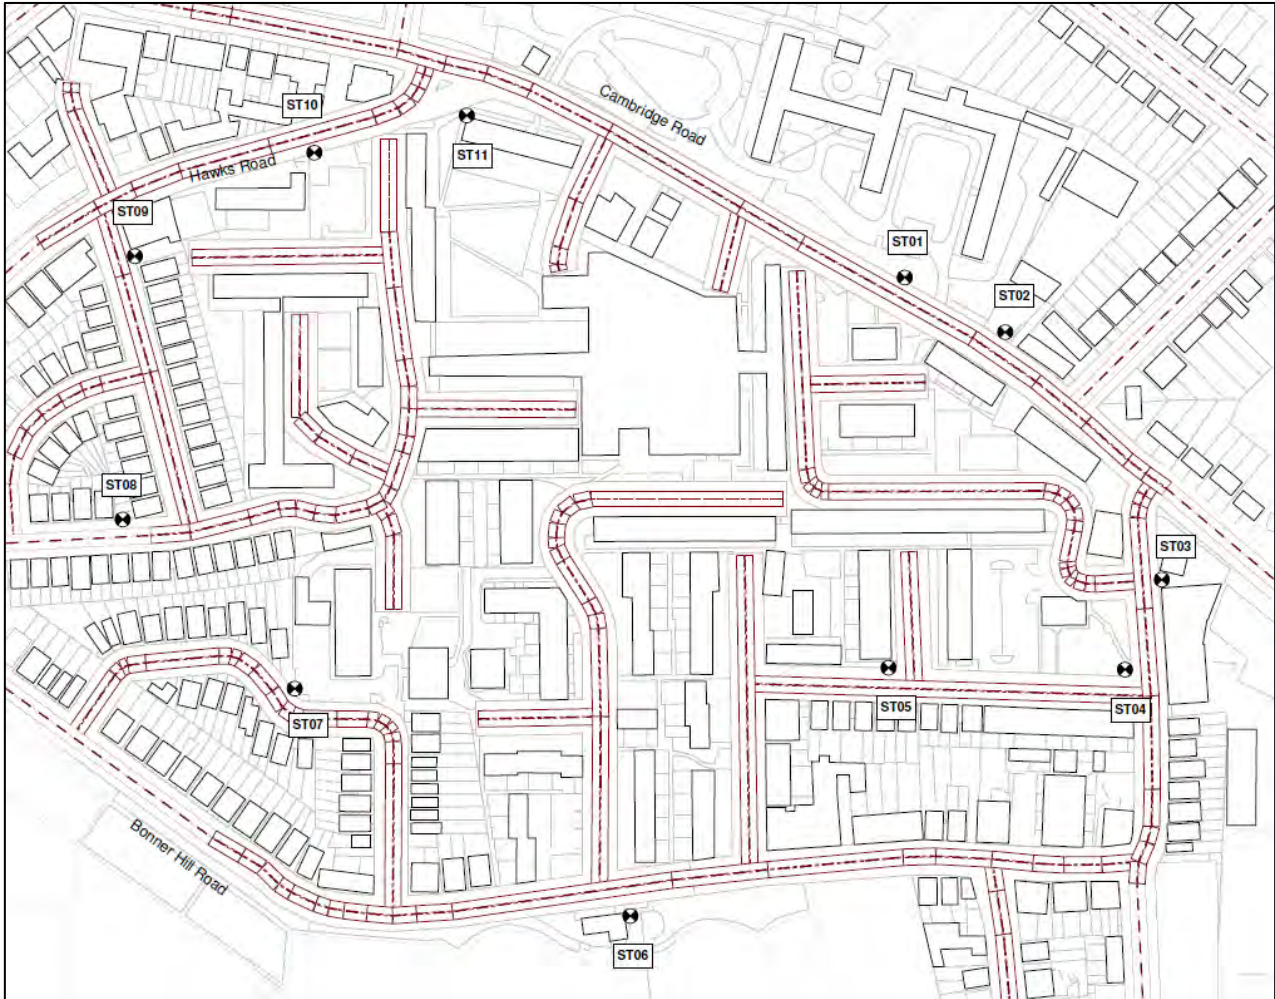 Cambridge Road
ST10
ST11
Hawks Road
ST09
ST01
ST02
ST08
ST03
ST05
ST04
ST07
Bonner Hill Road
ST06